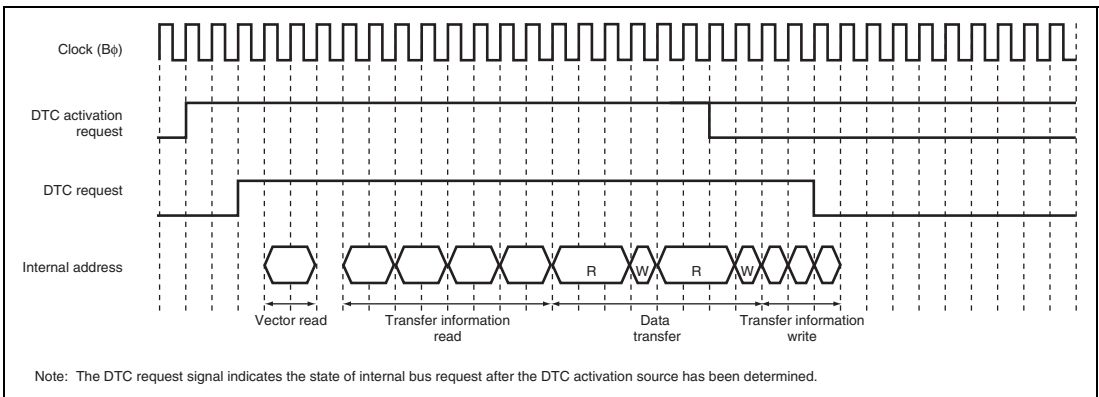 Clock (Bφ)
DTC activation
request
DTC request
Internal address
R
W
R
W
Vector read
Transfer information
read
Data
transfer
Transfer information
write
Note: The DTC request signal indicates the state of internal bus request after the DTC activation source has been determined.